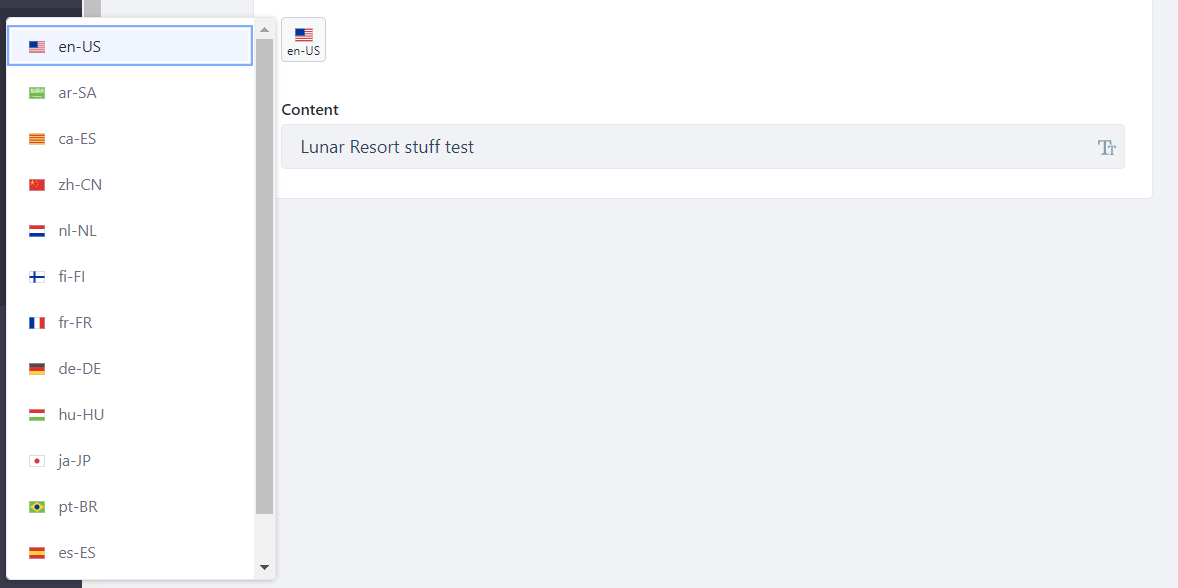 en-US
ar-SA
ca-ES
zh-CN
nl-NL
fi-FI
fr-FR
de-DE
hu-HU
ja-JP
pt-BR
es-ES
en-US
Content
Lunar Resort stuff test